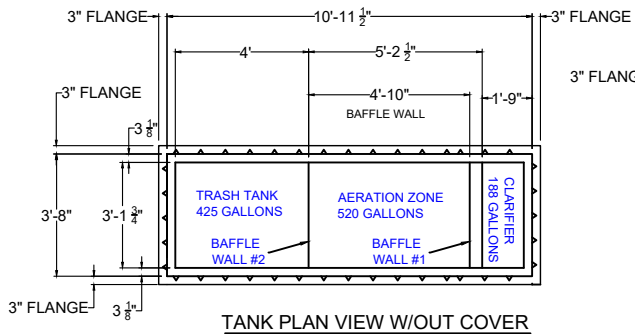 3" FLANGE
10'-11 1/2"
3" FLANGE
4'
5'-2 1/2"
3" FLANG
3" FLANGE
4'-10"
1'-9"
BAFFLE WALL
3 1/8"
3'-8"
3'-1 3/4"
TRASH TANK
425 GALLONS
AERATION ZONE
520 GALLONS
CLARIFIER
188 GALLONS
BAFFLE
WALL #2
BAFFLE
WALL #1
3" FLANGE
3 1/8"
TANK PLAN VIEW W/OUT COVER